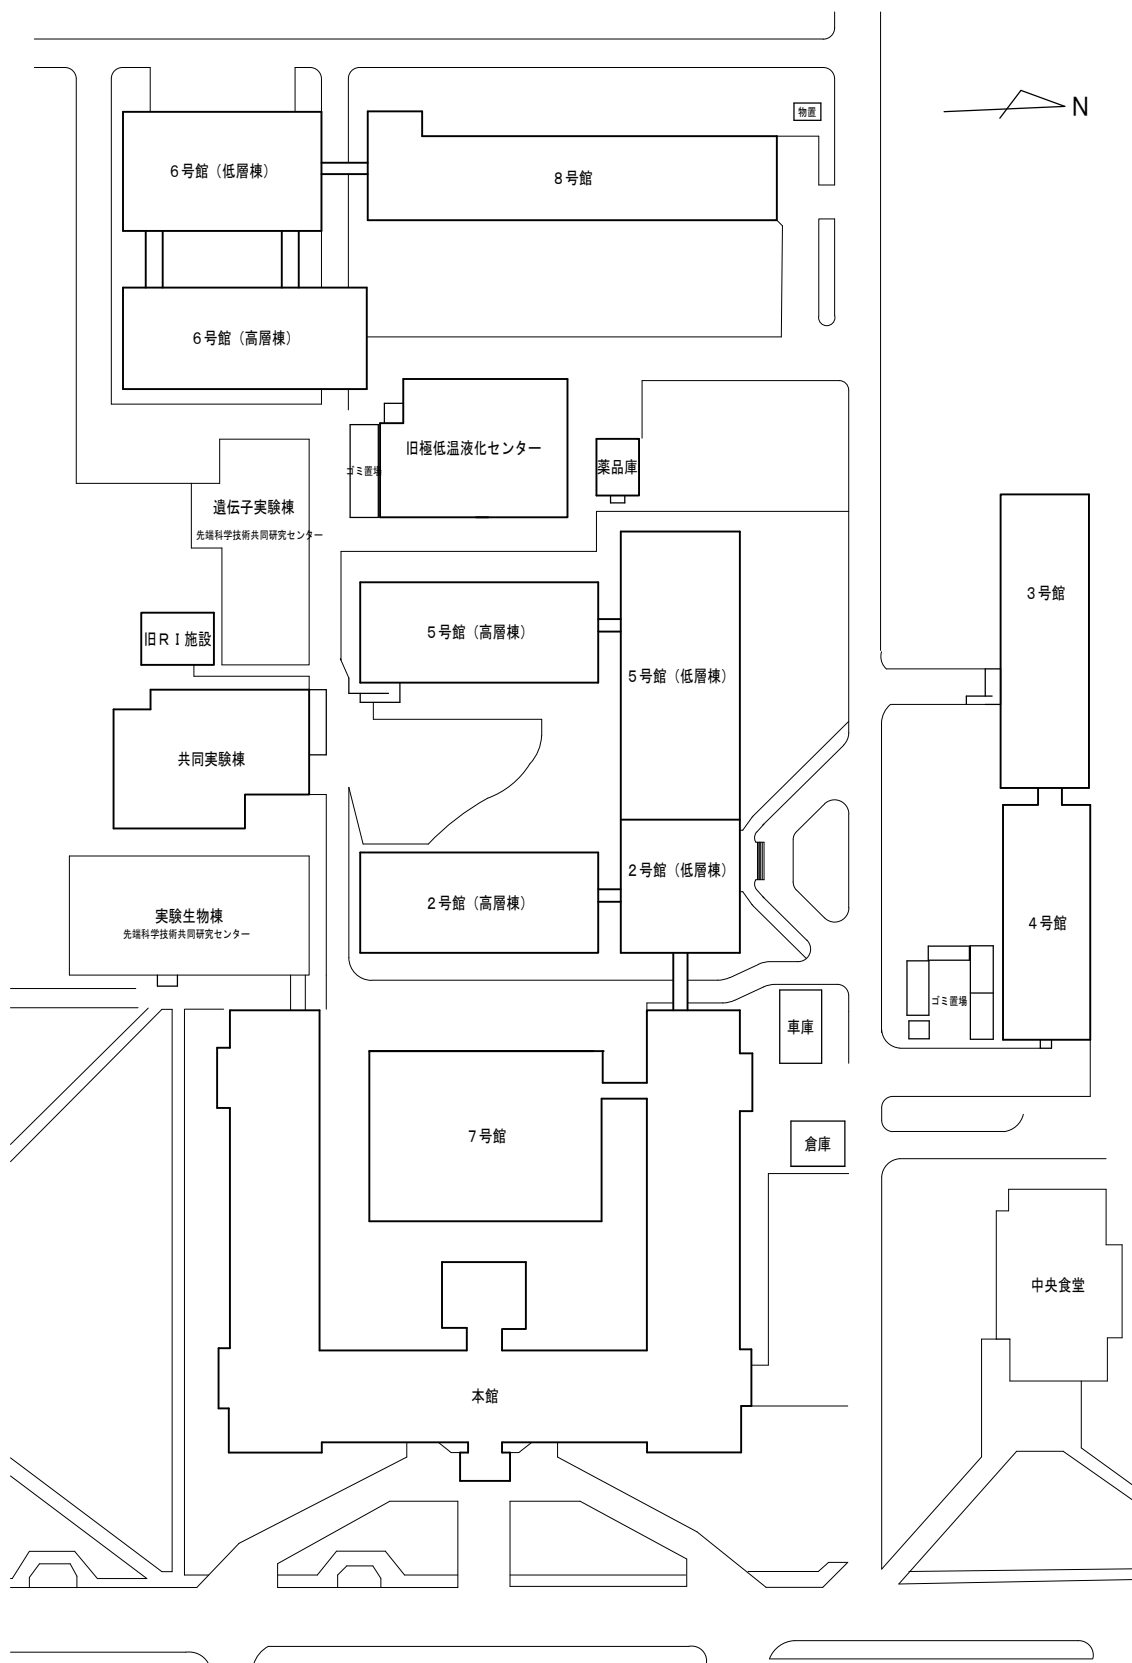 物置
N
６号館（低層棟）
８号館
６号館（高層棟）
旧極低温液化センター
ゴミ置場
薬品庫
遺伝子実験棟
先端科学技術共同研究センター
３号館
５号館（高層棟）
旧ＲＩ施設
５号館（低層棟）
共同実験棟
２号館（低層棟）
２号館（高層棟）
実験生物棟
先端科学技術共同研究センター
４号館
ゴミ置場
車庫
７号館
倉庫
中央食堂
本館